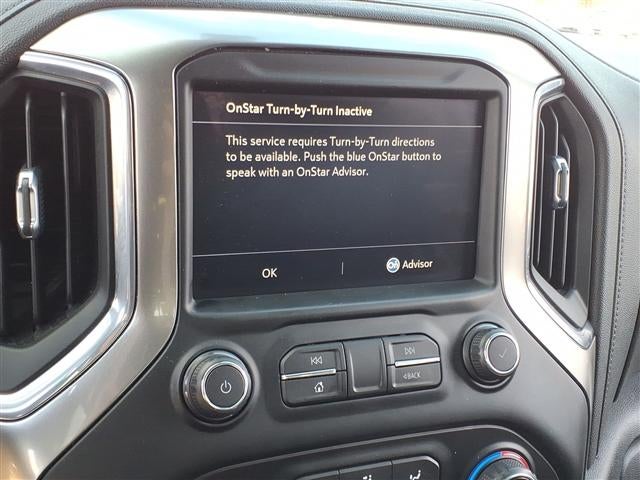 OnStar Turn-by-Turn Inactive
This service requires Turn-by-Turn directions
to be available. Push the blue OnStar button to
speak with an OnStar Advisor.
OK
On Advisor
BACK